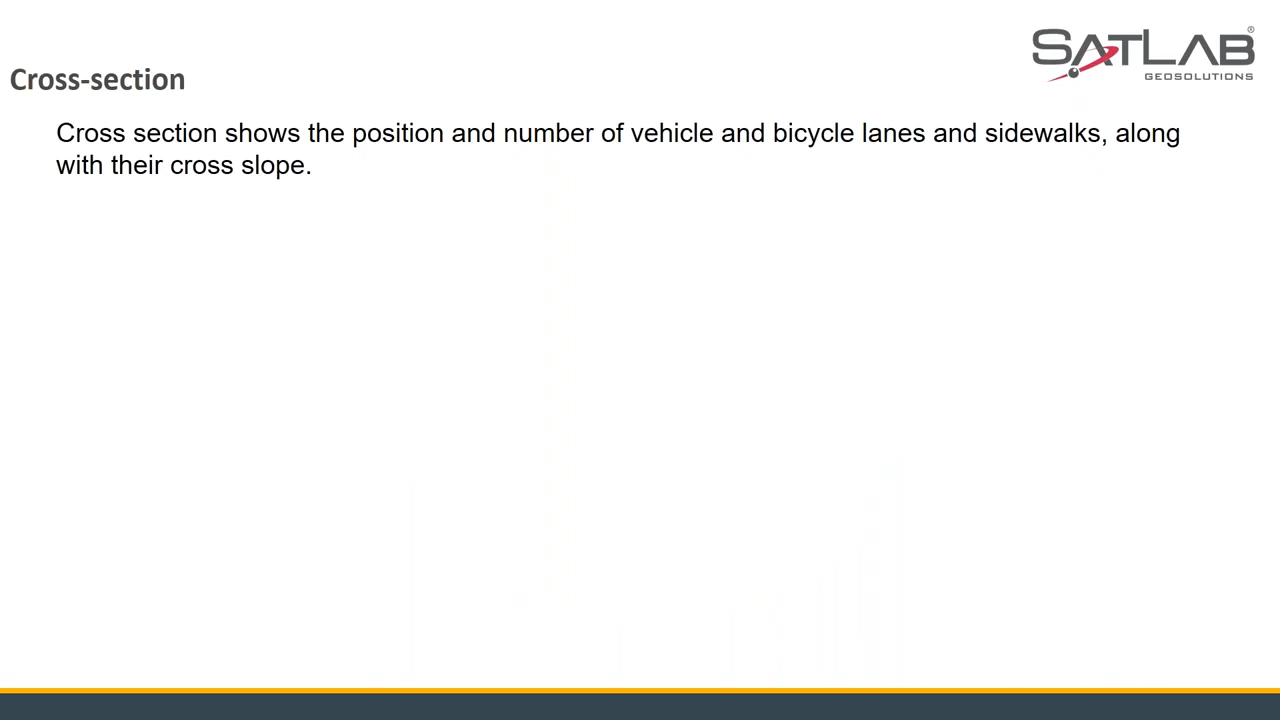 SATLAB®
GEOSOLUTIONS
Cross-section
Cross section shows the position and number of vehicle and bicycle lanes and sidewalks, along
with their cross slope.